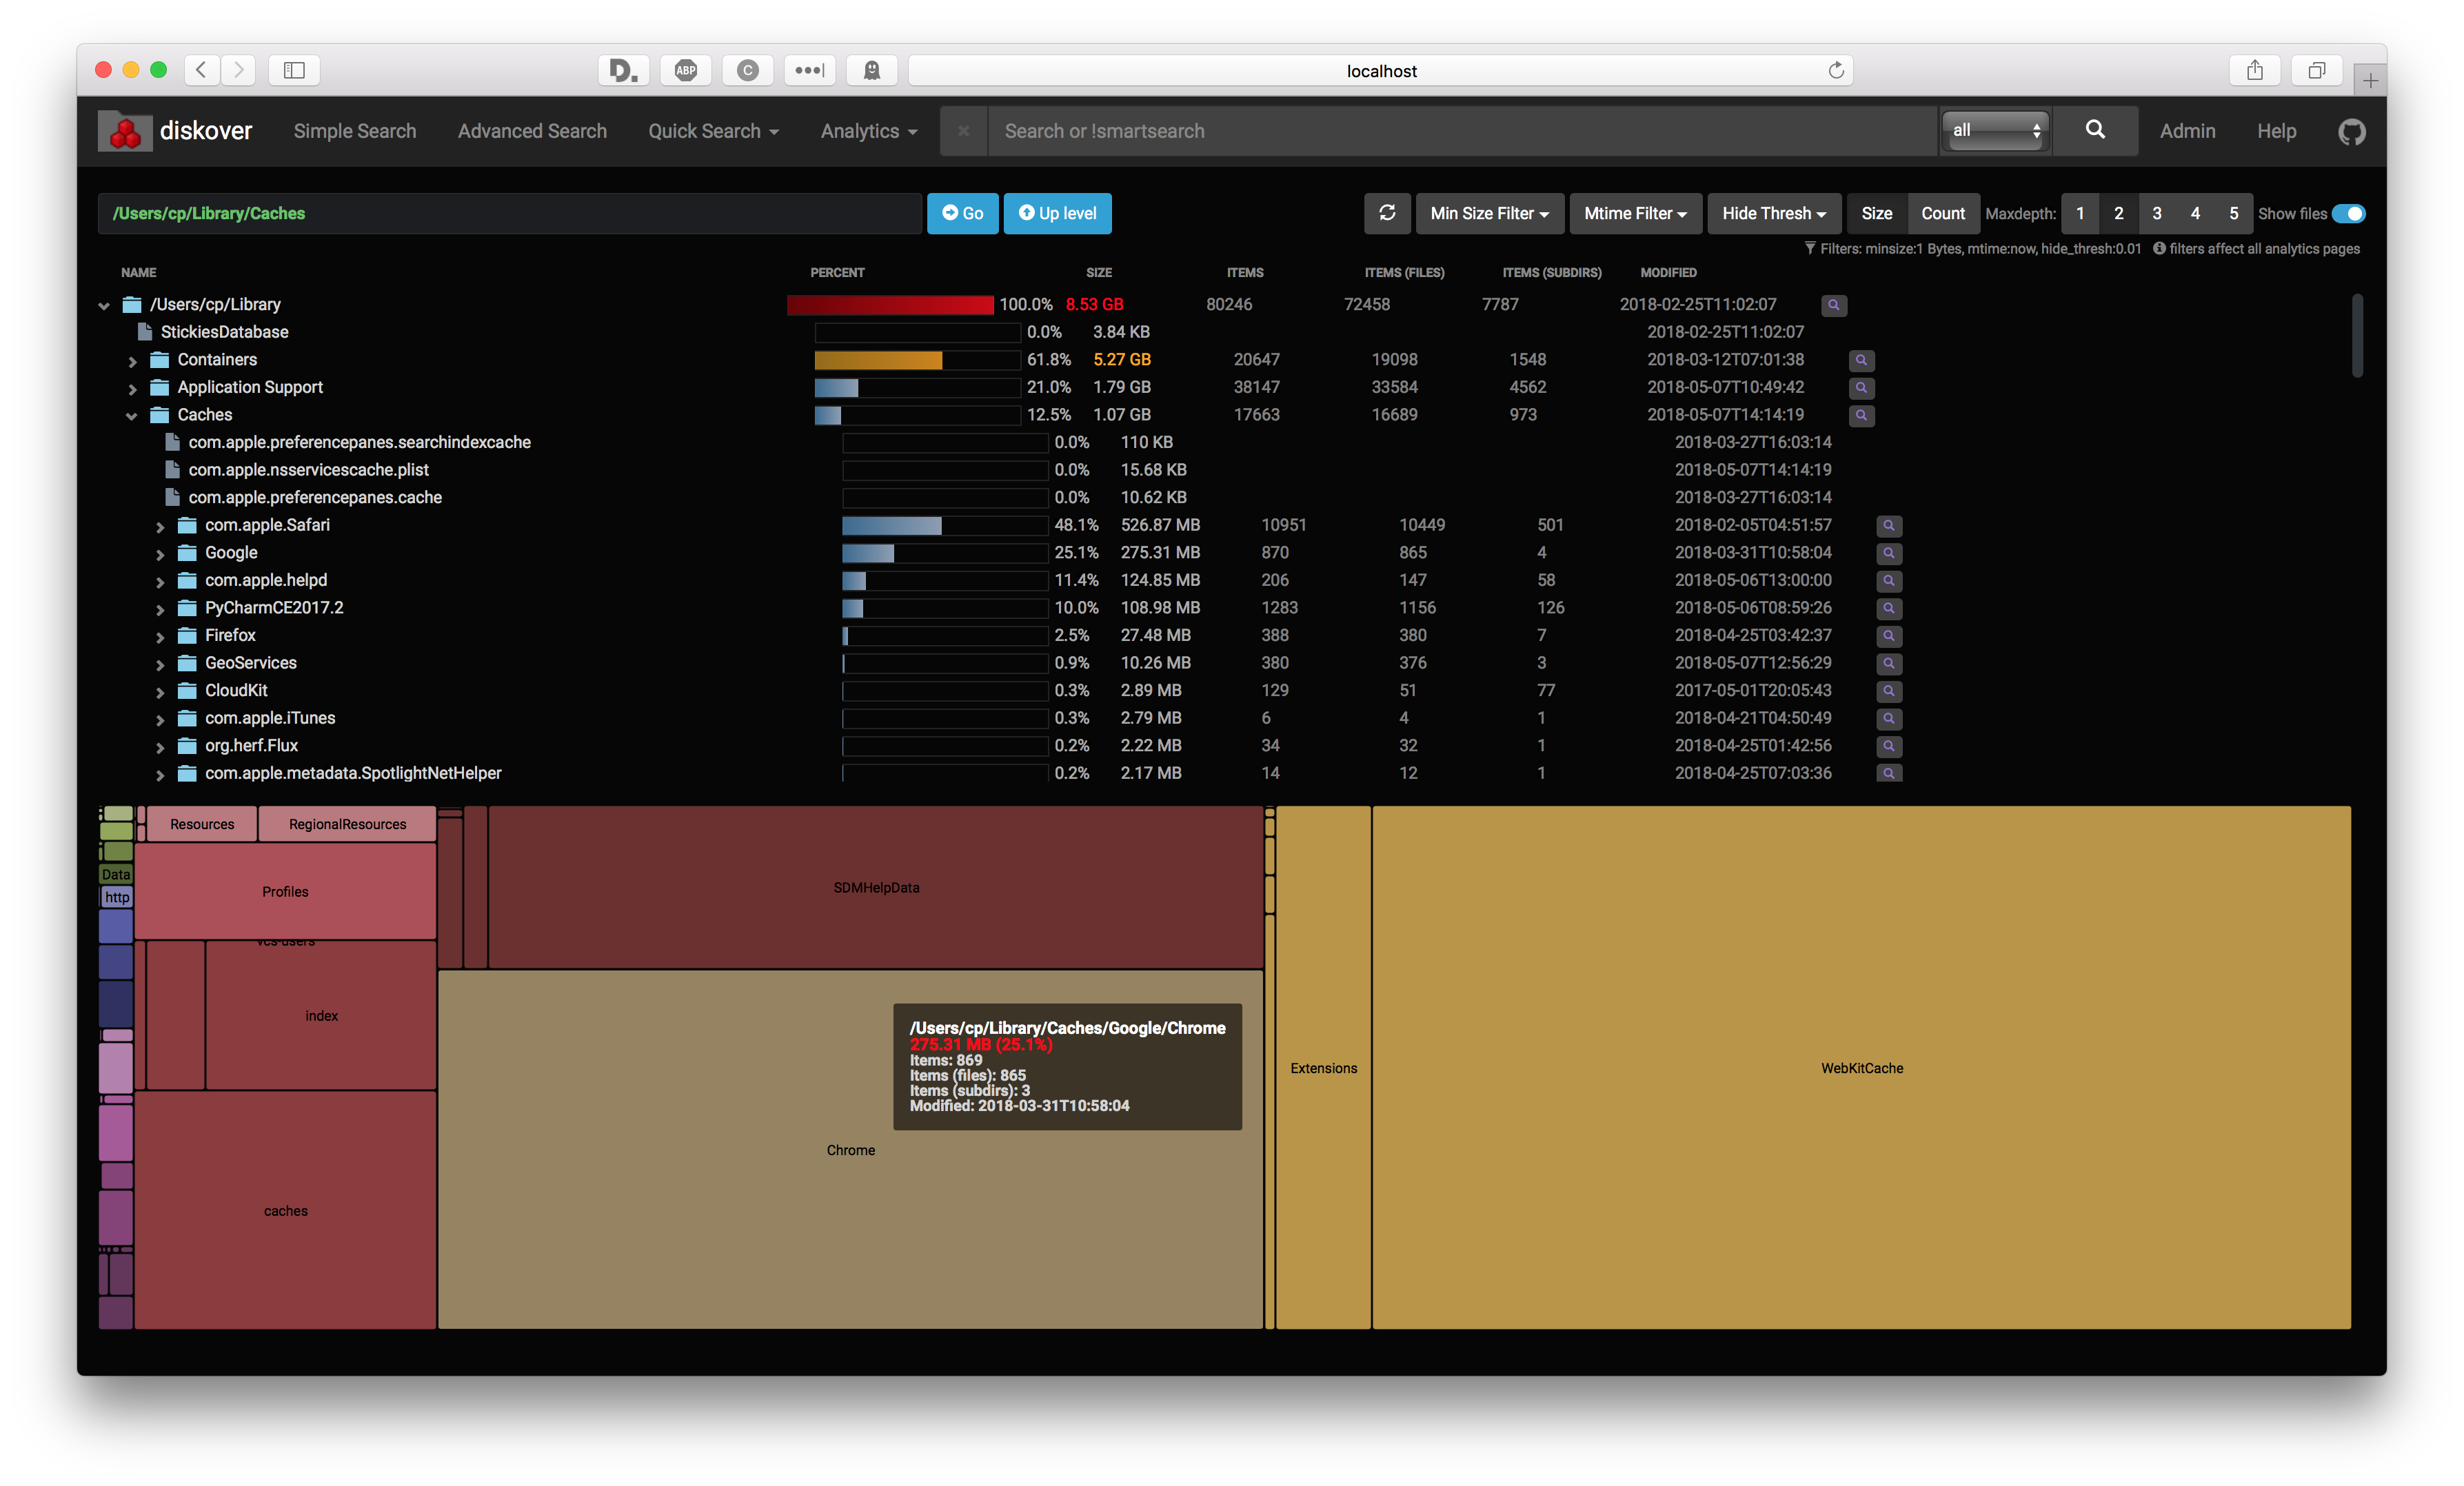 D. ABP C localhost
diskover Simple Search Advanced Search Quick Search Analytics Search or !smartsearch all Admin Help
/Users/cp/Library/Caches Go Up level Min Size Filter Mtime Filter Hide Thresh Size Count Maxdepth: 1 2 3 4 5 Show files
Filters: minsize:1 Bytes, mtime:now, hide_thresh:0.01 filters affect all analytics pages
NAME PERCENT SIZE ITEMS ITEMS (FILES) ITEMS (SUBDIRS) MODIFIED
/Users/cp/Library 100.0% 8.53 GB 80246 72458 7787 2018-02-25T11:02:07
StickiesDatabase 0.0% 3.84 KB 2018-02-25T11:02:07
Containers 61.8% 5.27 GB 20647 19098 1548 2018-03-12T07:01:38
Application Support 21.0% 1.79 GB 38147 33584 4562 2018-05-07T10:49:42
Caches 12.5% 1.07 GB 17663 16689 973 2018-05-07T14:14:19
com.apple.preferencepanes.searchindexcache 0.0% 110 KB 2018-03-27T16:03:14
com.apple.nsservicescache.plist 0.0% 15.68 KB 2018-05-07T14:14:19
com.apple.preferencepanes.cache 0.0% 10.62 KB 2018-03-27T16:03:14
com.apple.Safari 48.1% 526.87 MB 10951 10449 501 2018-02-05T04:51:57
Google 25.1% 275.31 MB 870 865 4 2018-03-31T10:58:04
com.apple.helpd 11.4% 124.85 MB 206 147 58 2018-05-06T13:00:00
PyCharmCE2017.2 10.0% 108.98 MB 1283 1156 126 2018-05-06T08:59:26
Firefox 2.5% 27.48 MB 388 380 7 2018-04-25T03:42:37
GeoServices 0.9% 10.26 MB 380 376 3 2018-05-07T12:56:29
CloudKit 0.3% 2.89 MB 129 51 77 2017-05-01T20:05:43
com.apple.iTunes 0.3% 2.79 MB 6 4 1 2018-04-21T04:50:49
org.herf.Flux 0.2% 2.22 MB 34 32 1 2018-04-25T01:42:56
com.apple.metadata.SpotlightNetHelper 0.2% 2.17 MB 14 12 1 2018-04-25T07:03:36
Resources RegionalResources
Data
SDMHelpData
Profiles
http
vcs-users
index
/Users/cp/Library/Caches/Google/Chrome
275.31 MB (25.1%)
Items: 869
Items (files): 865
Items (subdirs): 3
Modified: 2018-03-31T10:58:04
Extensions
WebKitCache
Chrome
caches